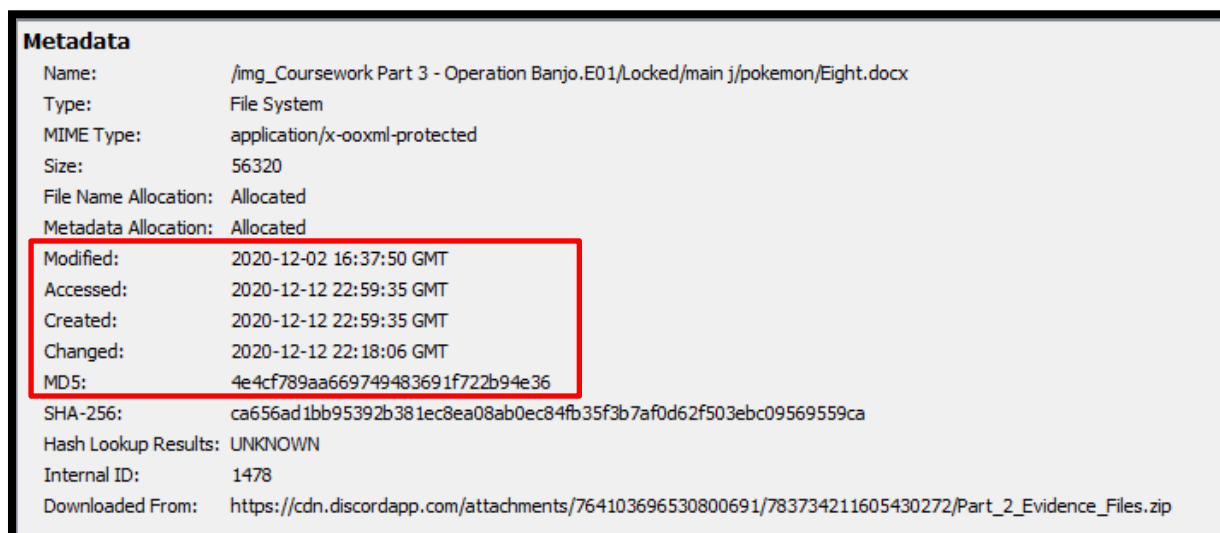 Metadata
Name: /img_Coursework Part 3 - Operation Banjo.E01/Locked/main j/pokemon/Eight.docx
Type: File System
MIME Type: application/x-ooxml-protected
Size: 56320
File Name Allocation: Allocated
Metadata Allocation: Allocated
Modified: 2020-12-02 16:37:50 GMT
Accessed: 2020-12-12 22:59:35 GMT
Created: 2020-12-12 22:59:35 GMT
Changed: 2020-12-12 22:18:06 GMT
MD5: 4e4cf789aa669749483691f722b94e36
SHA-256: ca656ad1bb95392b381ec8ea08ab0ec84fb35f3b7af0d62f503ebc09569559ca
Hash Lookup Results: UNKNOWN
Internal ID: 1478
Downloaded From: https://cdn.discordapp.com/attachments/764103696530800691/783734211605430272/Part_2_Evidence_Files.zip